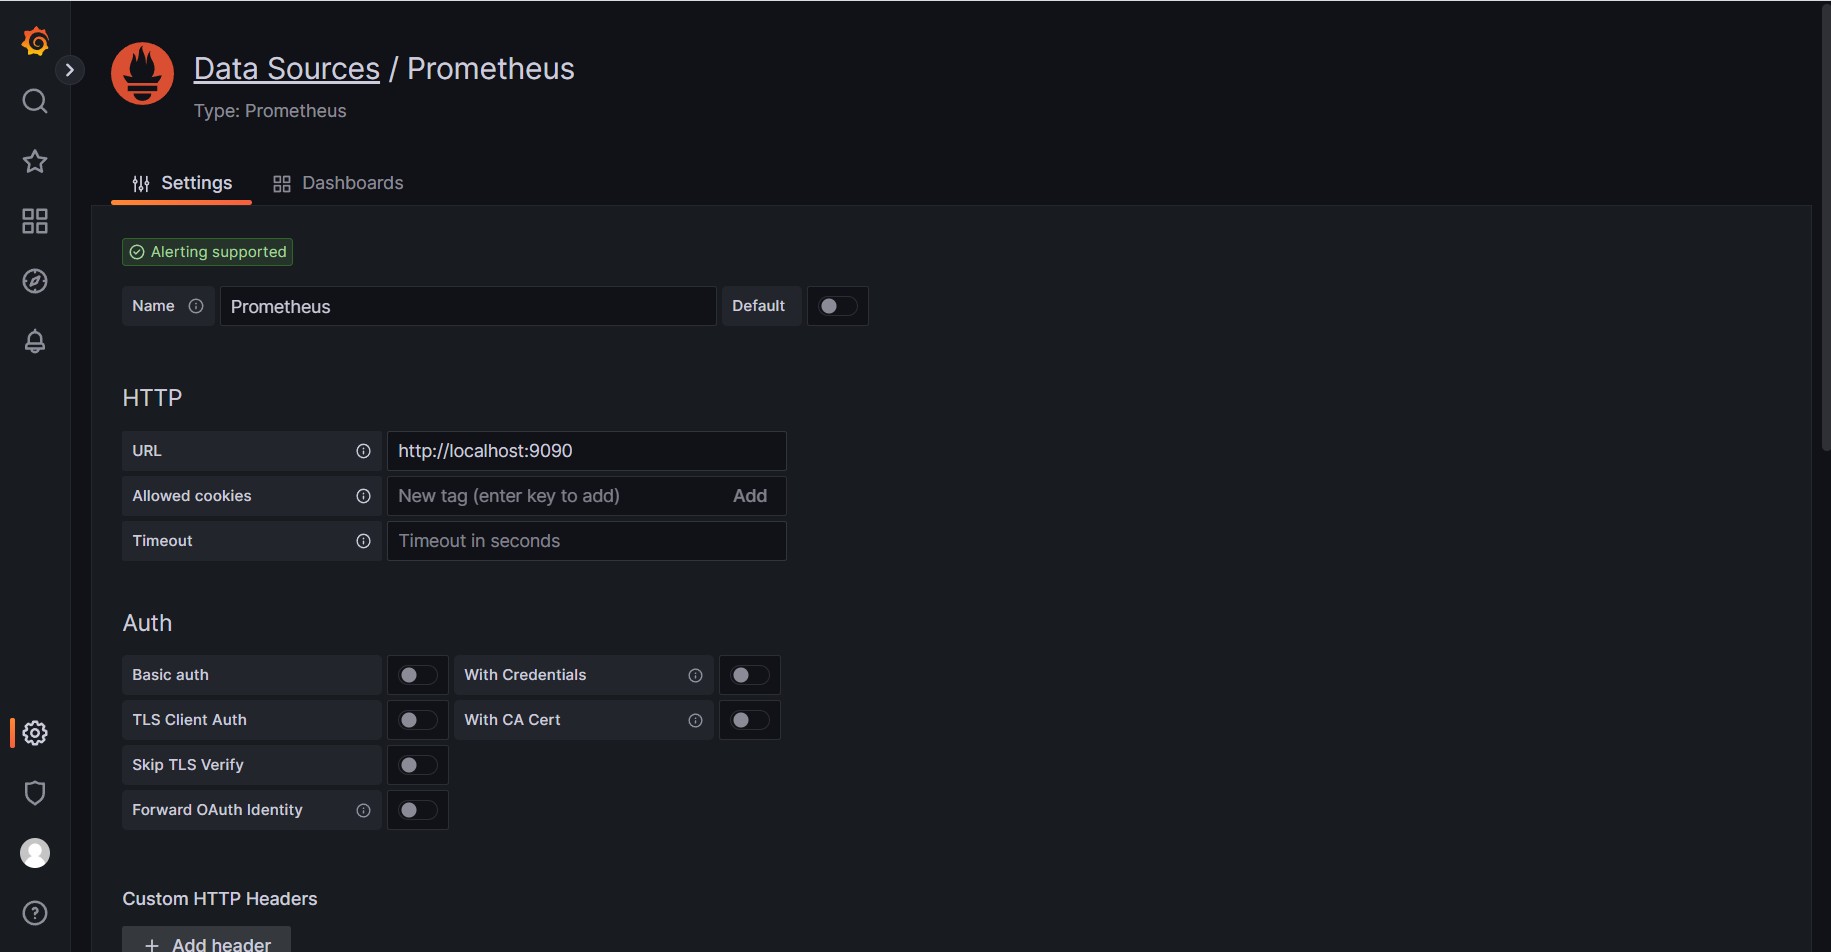 Data Sources / Prometheus
Type: Prometheus
Settings
Dashboards
Alerting supported
Name
Prometheus
Default
HTTP
URL
http://localhost:9090
Allowed cookies
New tag (enter key to add)
Add
Timeout
Timeout in seconds
Auth
Basic auth
With Credentials
TLS Client Auth
With CA Cert
Skip TLS Verify
Forward OAuth Identity
Custom HTTP Headers
+ Add header